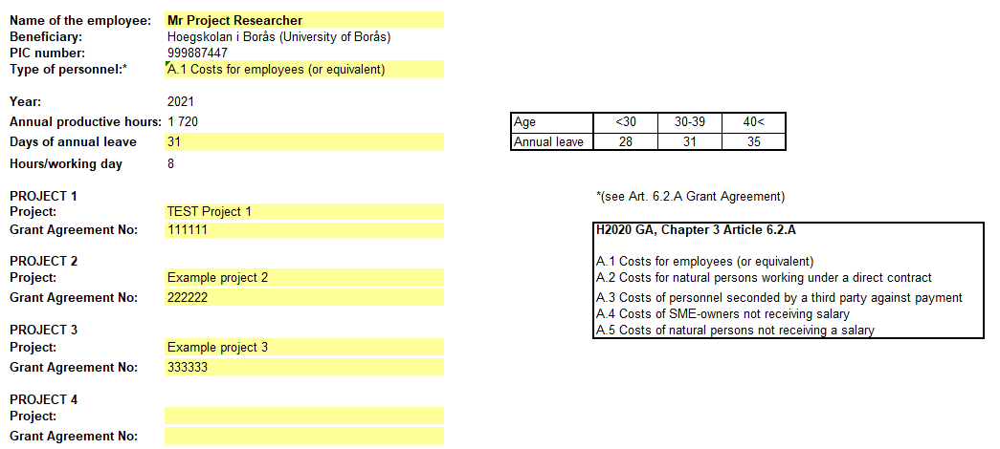 Name of the employee: Mr Project Researcher
Beneficiary: Hoegskolan i Borås (University of Borås)
PIC number: 999887447
Type of personnel:* A.1 Costs for employees (or equivalent)
Year: 2021
Annual productive hours: 1 720
Days of annual leave 31
Hours/working day 8
Age <30 30-39 40<
Annual leave 28 31 35
PROJECT 1
Project: TEST Project 1
Grant Agreement No: 111111
PROJECT 2
Project: Example project 2
Grant Agreement No: 222222
PROJECT 3
Project: Example project 3
Grant Agreement No: 333333
PROJECT 4
Project:
Grant Agreement No:
*(see Art. 6.2.A Grant Agreement)
H2020 GA, Chapter 3 Article 6.2.A
A.1 Costs for employees (or equivalent)
A.2 Costs for natural persons working under a direct contract
A.3 Costs of personnel seconded by a third party against payment
A.4 Costs of SME-owners not receiving salary
A.5 Costs of natural persons not receiving a salary